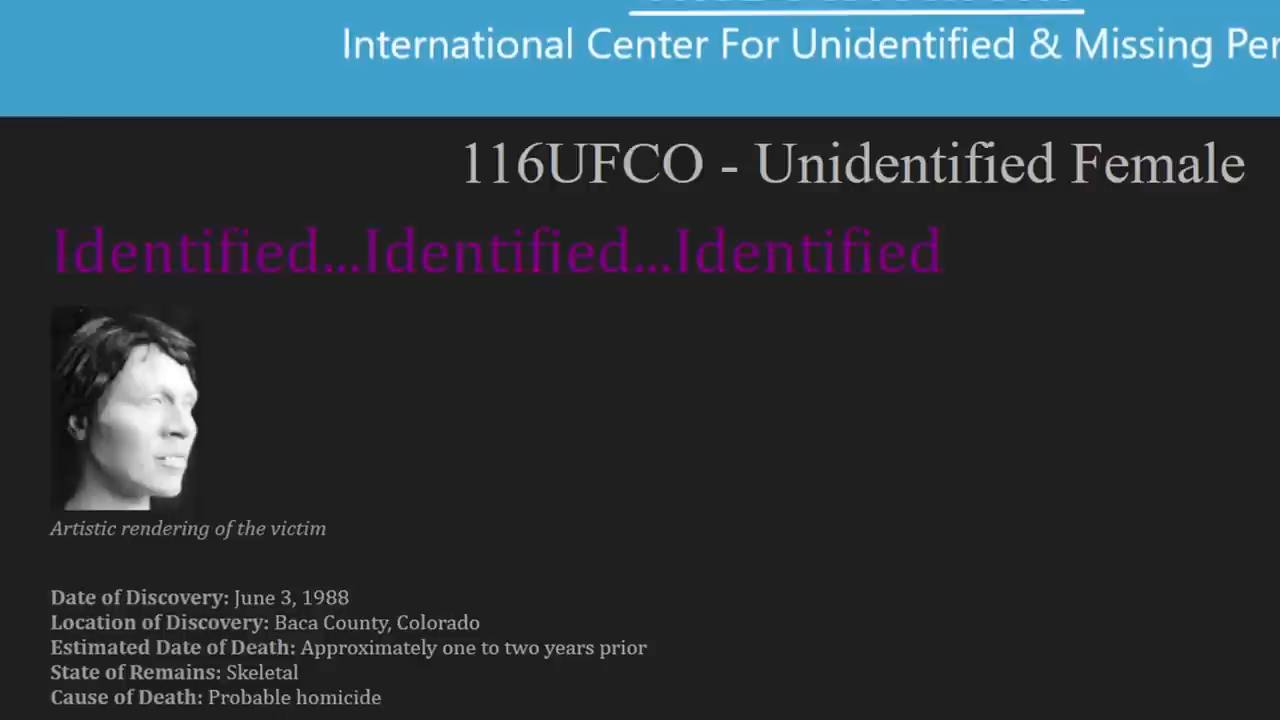 International Center For Unidentified & Missing
116UFCO - Unidentified Female
Identified...Identified...Identified
Artistic rendering of the victim
Date of Discovery: June 3, 1988
Location of Discovery: Baca County, Colorado
Estimated Date of Death: Approximately one to two years prior
State of Remains: Skeletal
Cause of Death: Probable homicide